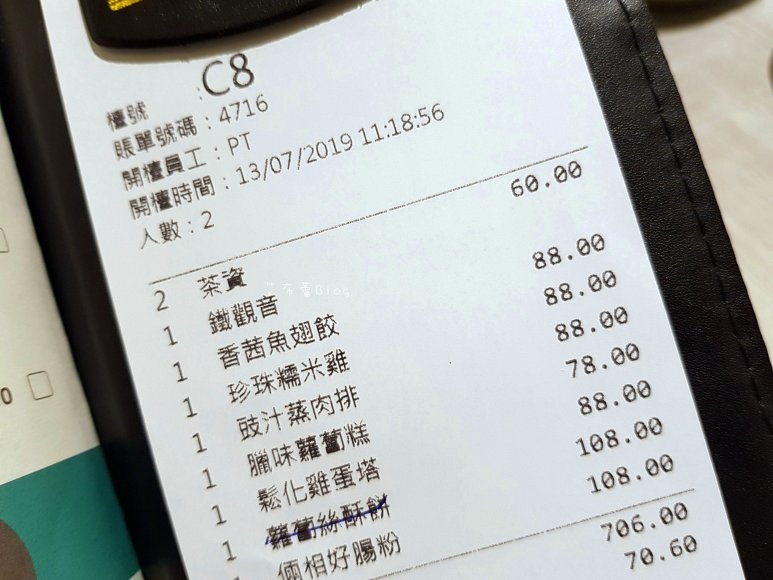 檯號 : C8
賬單號碼 : 4716
開檯員工 : PT
開檯時間 : 13/07/2019 11:18:56
人數 : 2
2 茶資 60.00
1 鐵觀音
1 香茜魚翅餃 88.00
1 珍珠糯米雞 88.00
1 豉汁蒸肉排 88.00
1 臘味蘿蔔糕 78.00
1 鬆化雞蛋塔 88.00
1 蘿蔔絲酥餅 108.00
1 倆相好腸粉 108.00
706.00
70.60
Blog